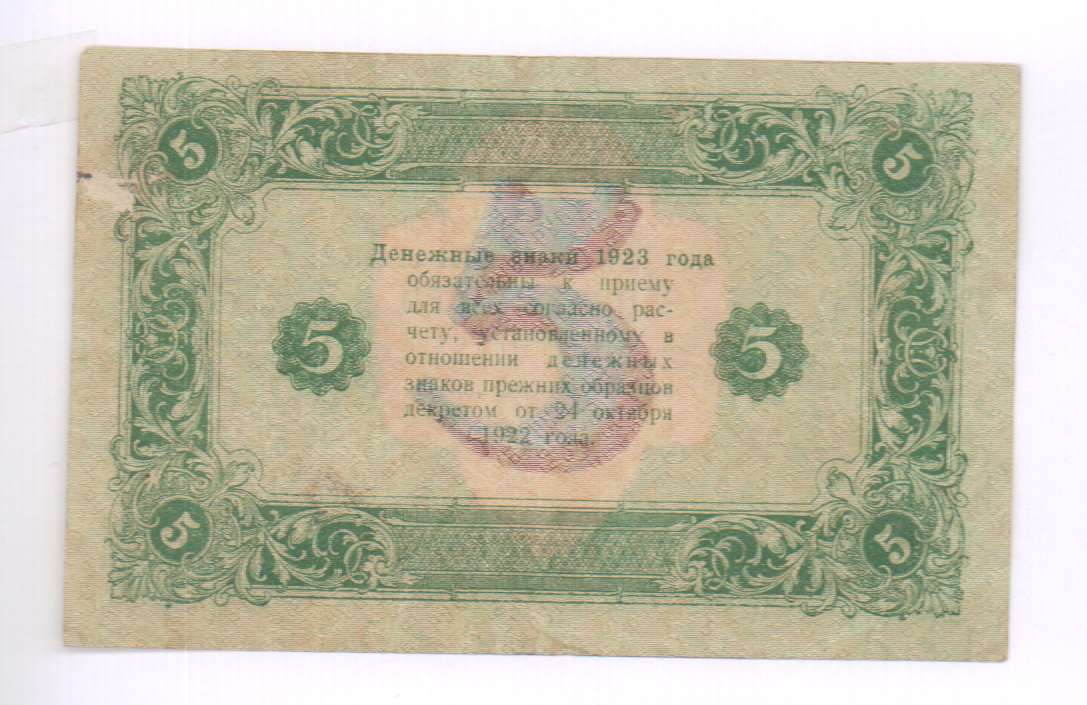 5 5
Денежные знаки 1923 года
обязательны к приему
для всех согласно рас-
чету, установленному в
отношении денежных
знаков прежних образцов
декретом от 24 октября
1922 года.
5 5 5
5 5